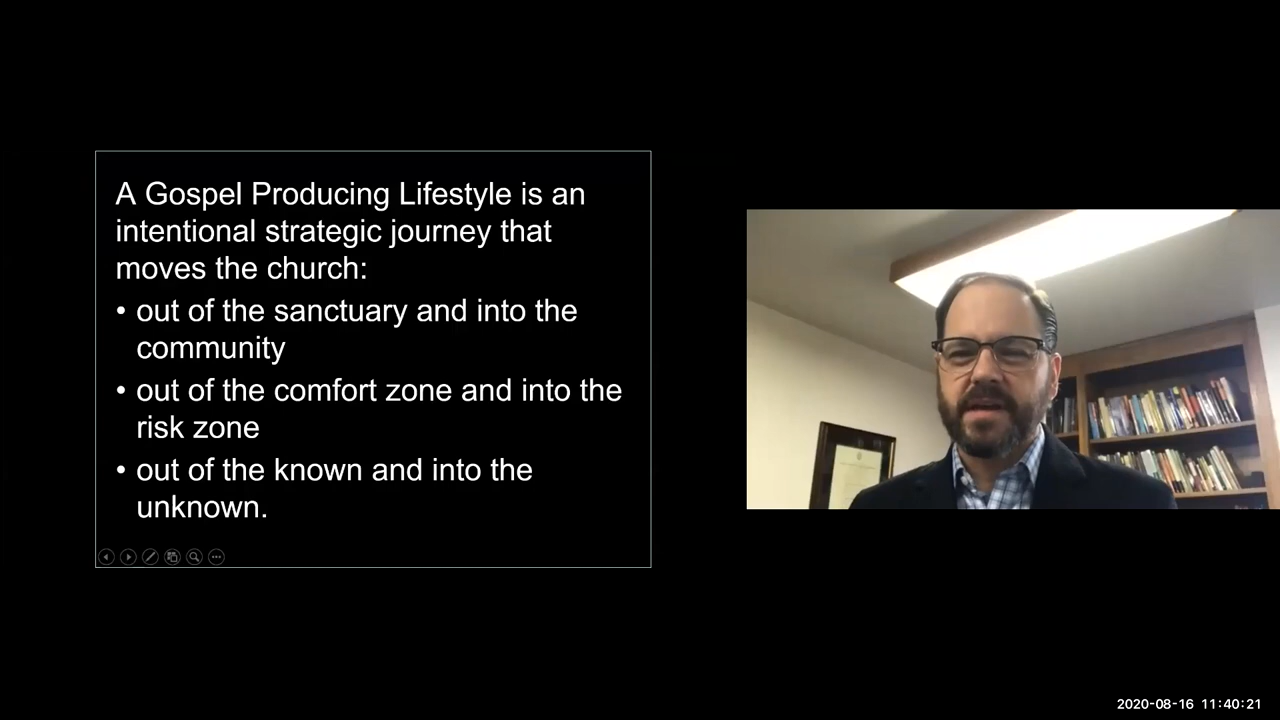 A Gospel Producing Lifestyle is an
intentional strategic journey that
moves the church:
• out of the sanctuary and into the
community
• out of the comfort zone and into the
risk zone
• out of the known and into the
unknown.
2020-08-16 11:40:21